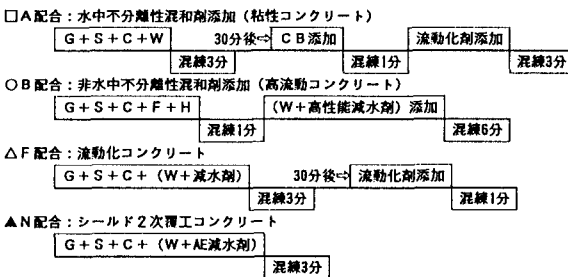 □A配合：水中不分離性混和剤添加（粘性コンクリート）
G+S+C+W 30分後⇨ CB添加 流動化剤添加
混練3分 混練1分 混練3分
○B配合：非水中不分離性混和剤添加（高流動コンクリート）
G+S+C+F+H （W+高性能減水剤）添加
混練1分 混練6分
△F配合：流動化コンクリート
G+S+C+（W+減水剤） 30分後⇨ 流動化剤添加
混練3分 混練1分
▲N配合：シールド2次覆工コンクリート
G+S+C+（W+AE減水剤）
混練3分